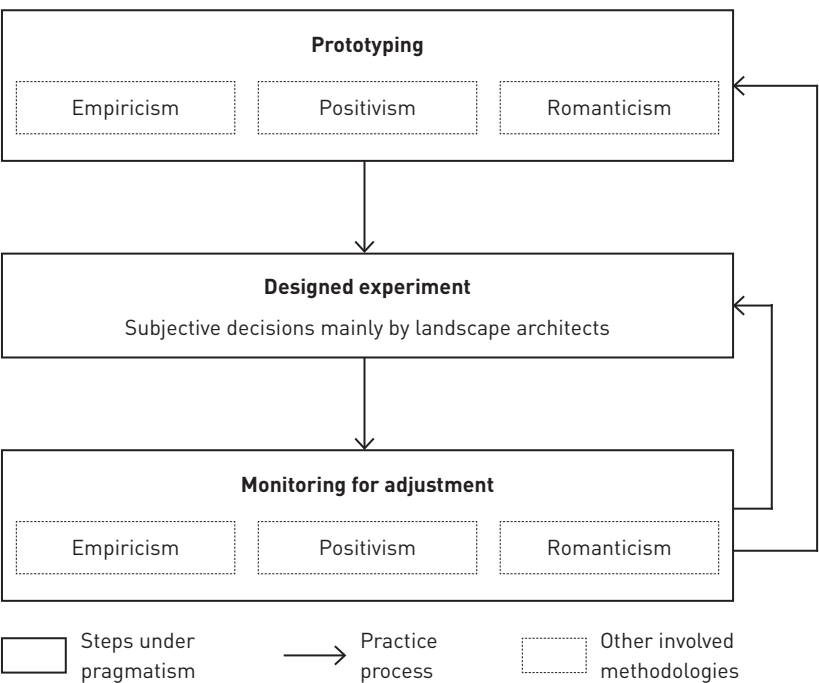 Prototyping
Empiricism
Positivism
Romanticism
Designed experiment
Subjective decisions mainly by landscape architects
Monitoring for adjustment
Empiricism
Positivism
Romanticism
Steps under
pragmatism
Practice
process
Other involved
methodologies